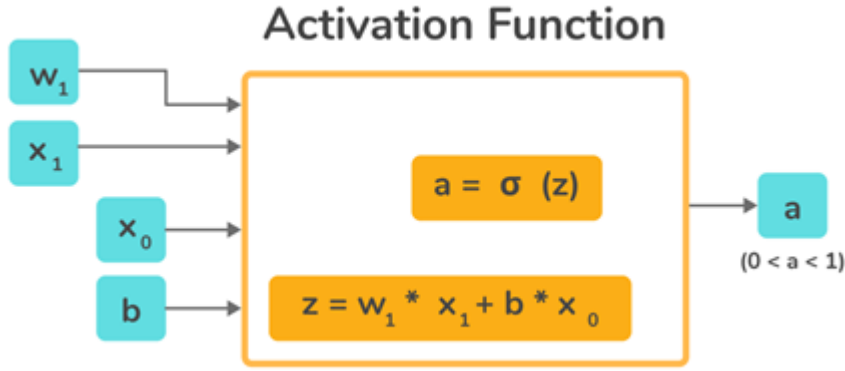 Activation Function
w₁
x₁
a = σ (z)
x₀
a
(0 < a < 1)
b
z = w₁ * x₁ + b * x₀